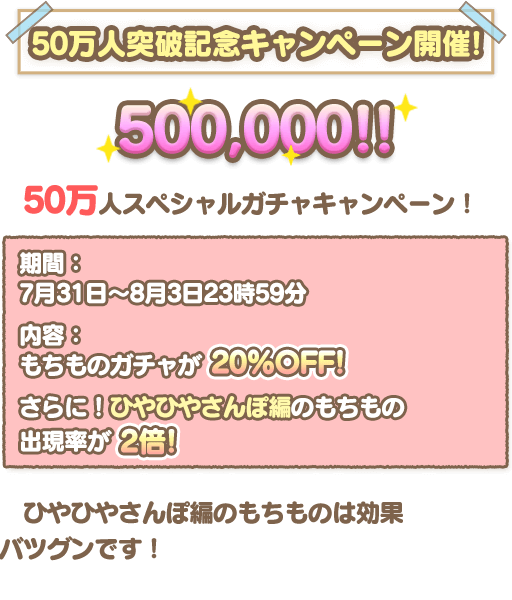 50万人突破記念キャンペーン開催!
500,000!!
50万人スペシャルガチャキャンペーン！
期間：
7月31日～8月3日23時59分
内容：
もちものガチャが 20%OFF!
さらに！ひやひやさんぽ編のもちもの
出現率が 2倍!
ひやひやさんぽ編のもちものは効果
バツグンです！